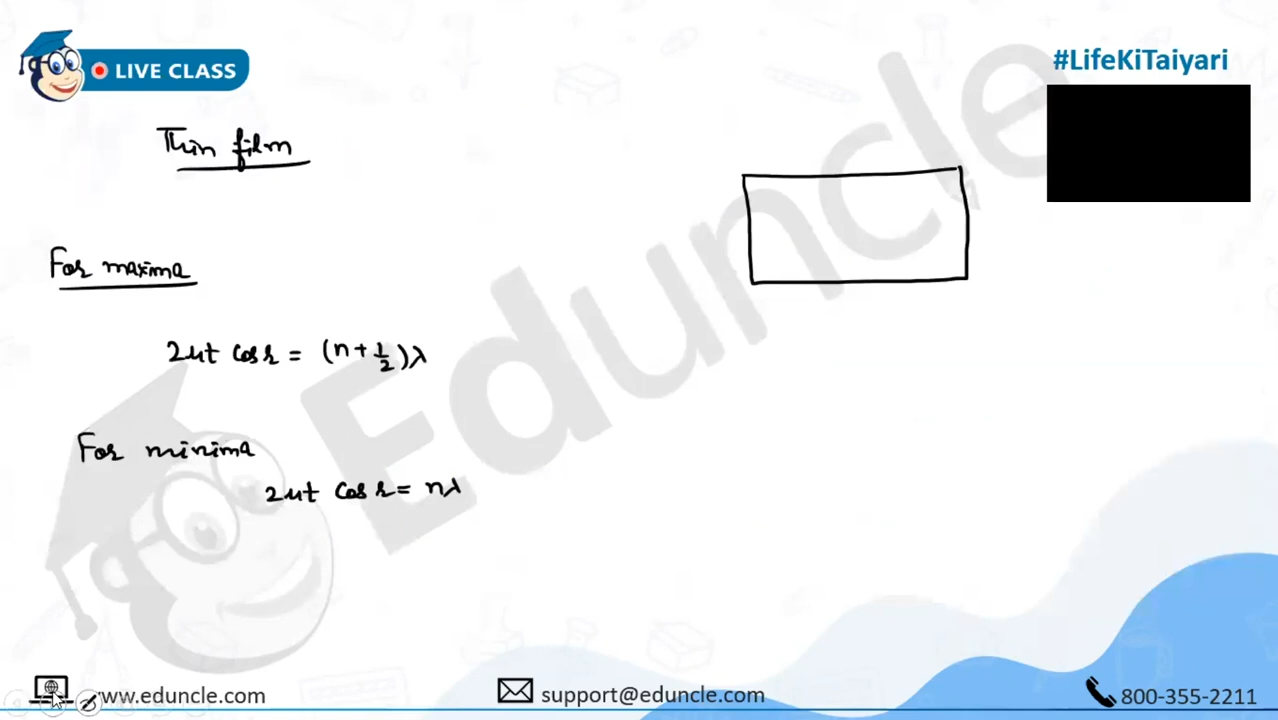 LIVE CLASS
#LifeKiTaiyari
Thin film
For maxima
2μt cos r = (n + 1/2)λ
For minima
2μt cos r = nλ
Eduncle
www.eduncle.com
support@eduncle.com
800-355-2211